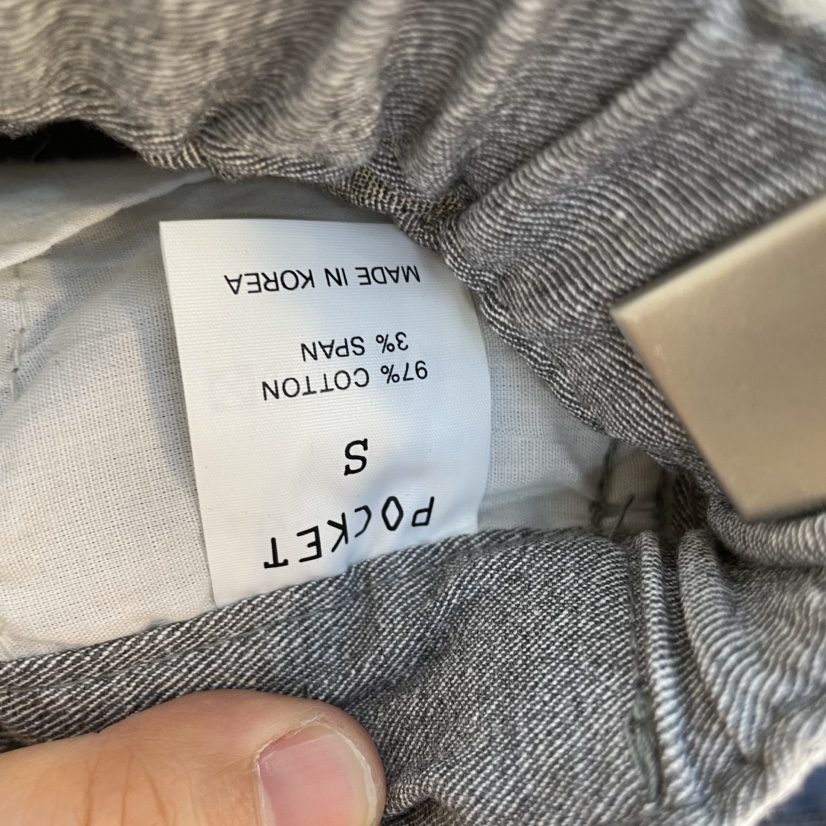 POCKET
S
97% COTTON
3% SPAN
MADE IN KOREA